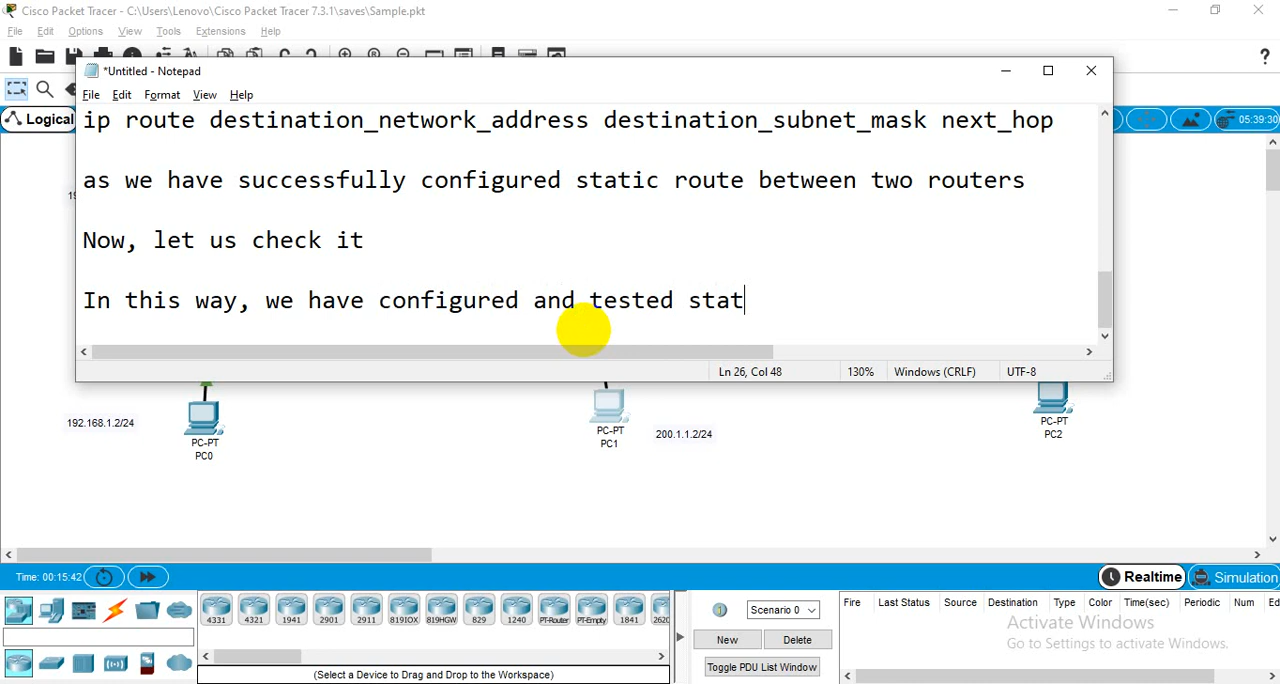 Cisco Packet Tracer - C:\Users\Lenovo\Cisco Packet Tracer 7.3.1\saves\Sample.pkt
File Edit Options View Tools Extensions Help
?
*Untitled - Notepad
File Edit Format View Help
Logical
05:39:30
ip route destination_network_address destination_subnet_mask next_hop
as we have successfully configured static route between two routers
19
Now, let us check it
In this way, we have configured and tested stat
Ln 26, Col 48 130% Windows (CRLF) UTF-8
192.168.1.2/24
PC-PT
PC0
PC-PT
PC1
200.1.1.2/24
PC-PT
PC2
Time: 00:15:42
Realtime Simulation
4331 4321 1941 2901 2911 819IOX 819HGW 829 1240 PT-Router PT-Empty 1841 2620
(Select a Device to Drag and Drop to the Workspace)
Scenario 0
New Delete
Toggle PDU List Window
Fire Last Status Source Destination Type Color Time(sec) Periodic Num Ed
Activate Windows
Go to Settings to activate Windows.